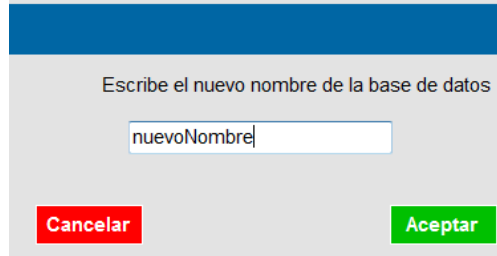 Escribe el nuevo nombre de la base de datos
nuevoNombre
Cancelar Aceptar